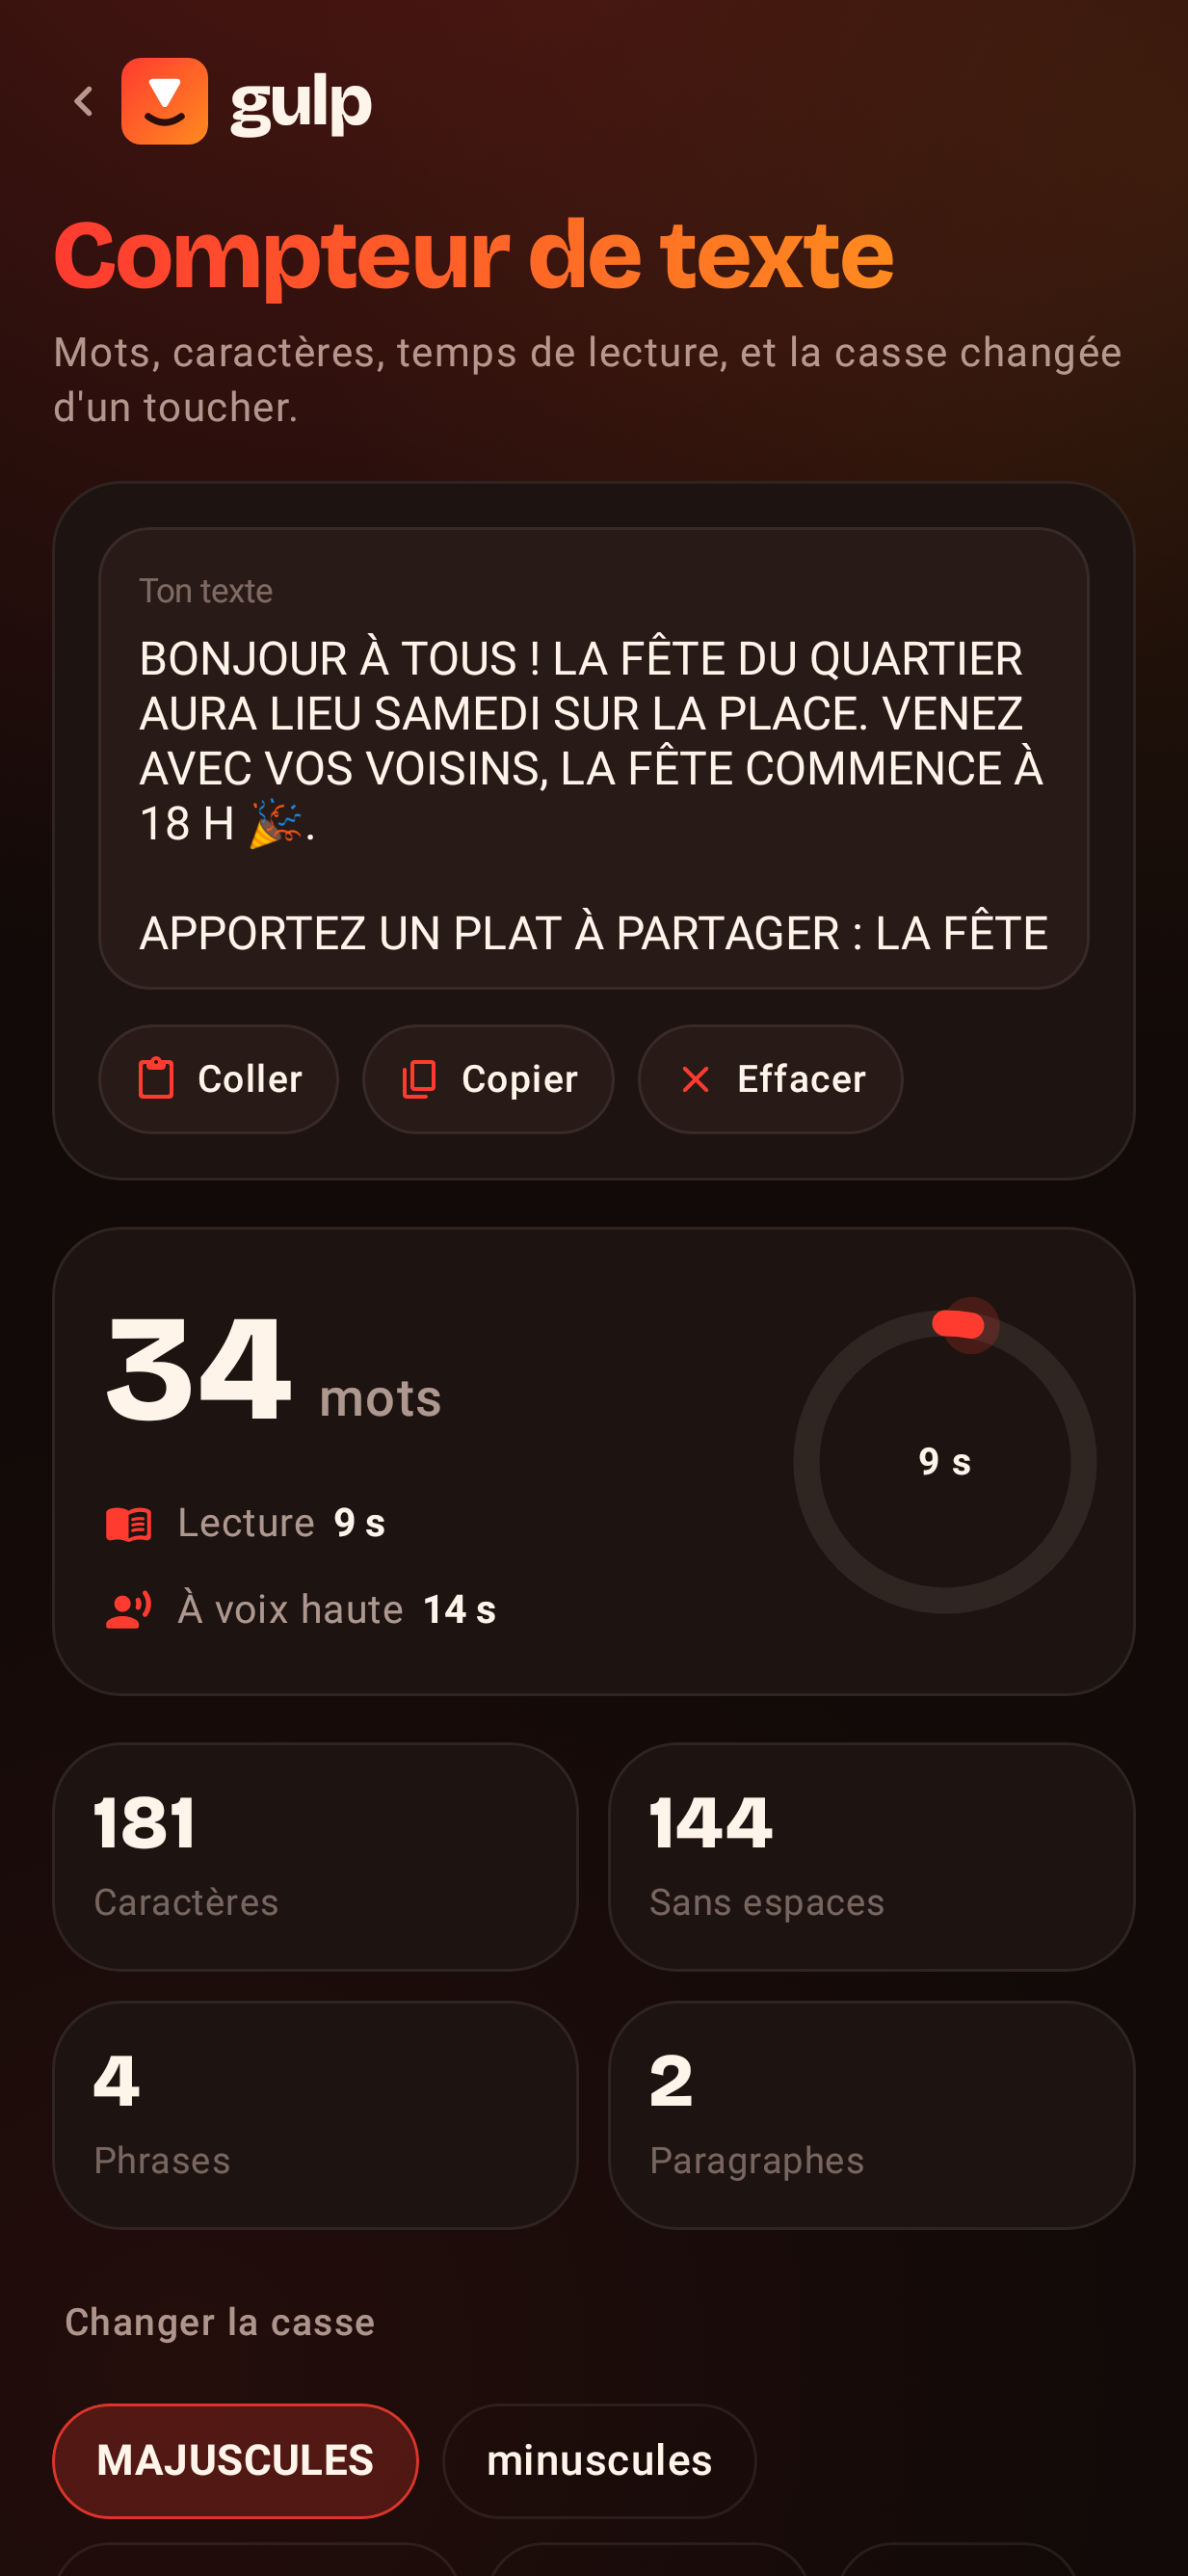 gulp
Compteur de texte
Mots, caractères, temps de lecture, et la casse changée
d'un toucher.
Ton texte
BONJOUR À TOUS ! LA FÊTE DU QUARTIER
AURA LIEU SAMEDI SUR LA PLACE. VENEZ
AVEC VOS VOISINS, LA FÊTE COMMENCE À
18 H 🎉.
APPORTEZ UN PLAT À PARTAGER : LA FÊTE
Coller
Copier
Effacer
34 mots
9 s
Lecture 9 s
À voix haute 14 s
181
Caractères
144
Sans espaces
4
Phrases
2
Paragraphes
Changer la casse
MAJUSCULES
minuscules